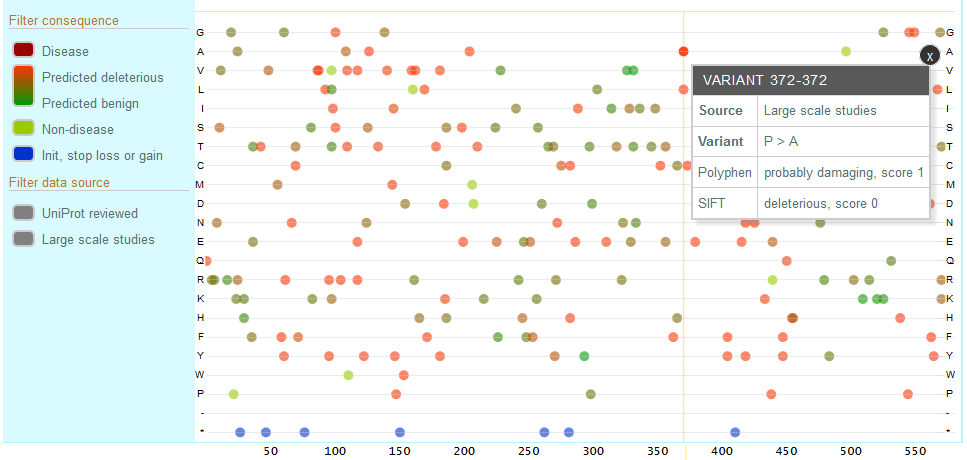 Filter consequence
Disease
Predicted deleterious
Predicted benign
Non-disease
Init, stop loss or gain
Filter data source
UniProt reviewed
Large scale studies
G G
A A
x
V V
VARIANT 372-372
L L
Source Large scale studies
I I
S S
Variant P > A
T T
C C
Polyphen probably damaging, score 1
M M
D D
SIFT deleterious, score 0
N N
E E
Q Q
R R
K K
H H
F F
Y Y
W W
P P
- -
* *
50 100 150 200 250 300 350 400 450 500 550